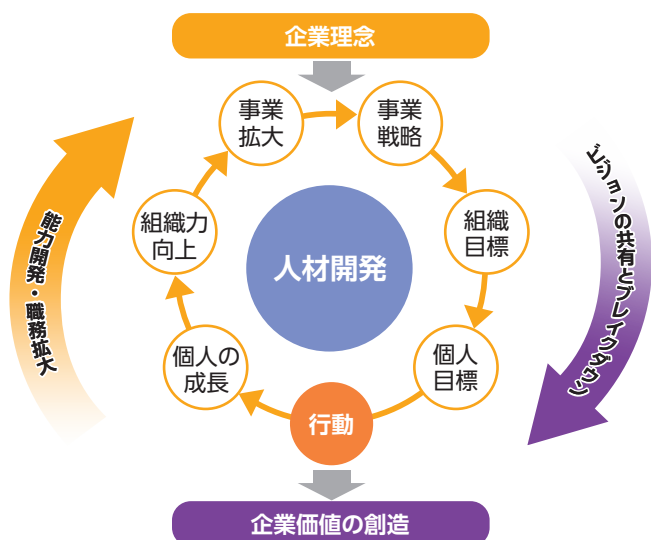 企業理念
事業
拡大
事業
戦略
組織力
向上
組織
目標
人材開発
個人の
成長
個人
目標
行動
能力開発・職務拡大
ビジョンの共有とブレイクダウン
企業価値の創造